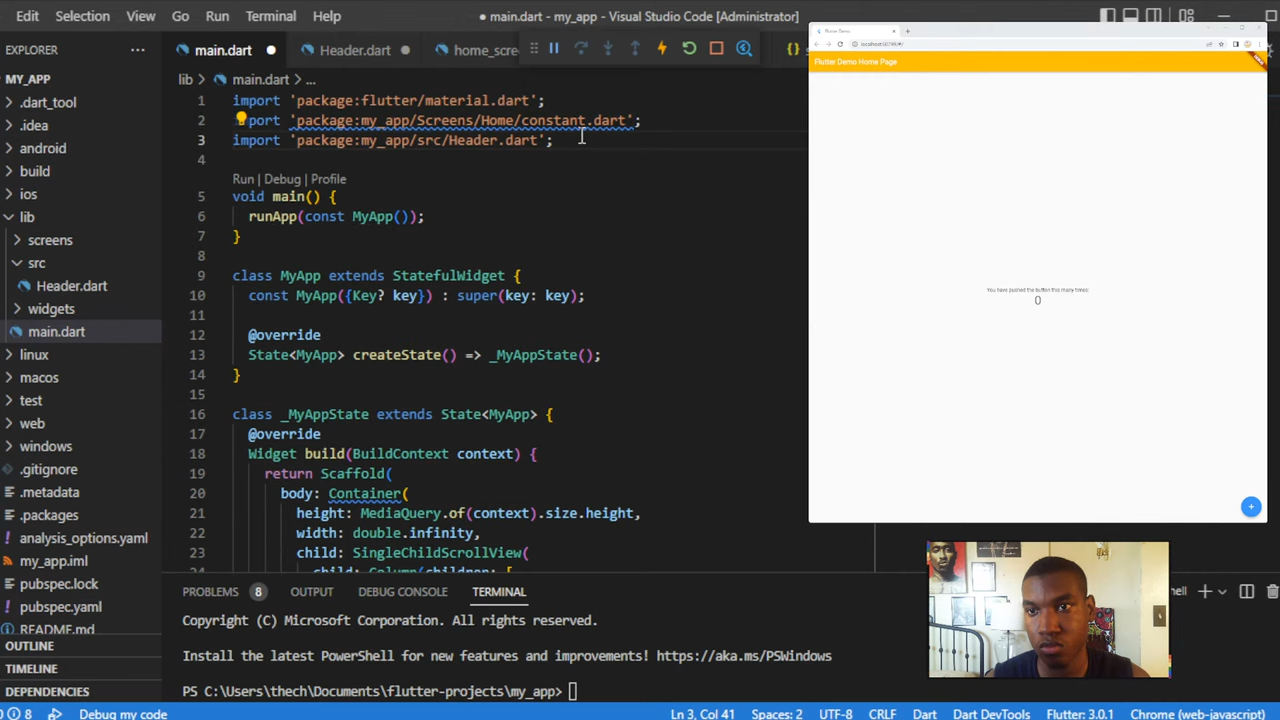 Edit View Go Run Terminal Help
● main.dart - my_app - Visual Studio Code [Administrator]
EXPLORER
main.dart
Header.dart
home_scre
MY_APP
.dart_tool
.idea
android
build
ios
lib
screens
src
Header.dart
widgets
main.dart
linux
macos
test
web
windows
.gitignore
.metadata
.packages
analysis_options.yaml
my_app.iml
pubspec.lock
pubspec.yaml
README.md
OUTLINE
TIMELINE
DEPENDENCIES
lib > main.dart > ...
1 import 'package:flutter/material.dart';
2 port 'package:my_app/Screens/Home/constant.dart';
3 import 'package:my_app/src/Header.dart';
4
Run | Debug | Profile
5 void main() {
6 runApp(const MyApp());
7 }
8
9 class MyApp extends StatefulWidget {
10 const MyApp({Key? key}) : super(key: key);
11
12 @override
13 State<MyApp> createState() => _MyAppState();
14 }
15
16 class _MyAppState extends State<MyApp> {
17 @override
18 Widget build(BuildContext context) {
19 return Scaffold(
20 body: Container(
21 height: MediaQuery.of(context).size.height,
22 width: double.infinity,
23 child: SingleChildScrollView(
24 child: Column(children: [
Flutter Demo
Flutter Demo Home Page
You have pushed the button this many times:
0
+
PROBLEMS 8 OUTPUT DEBUG CONSOLE TERMINAL
Copyright (C) Microsoft Corporation. All rights reserved.
Install the latest PowerShell for new features and improvements! https://aka.ms/PSWindows
PS C:\Users\thech\Documents\flutter-projects\my_app>
0 8 Debug my code
Ln 3, Col 41 Spaces: 2 UTF-8 CRLF Dart Dart DevTools Flutter: 3.0.1 Chrome (web-javascript)